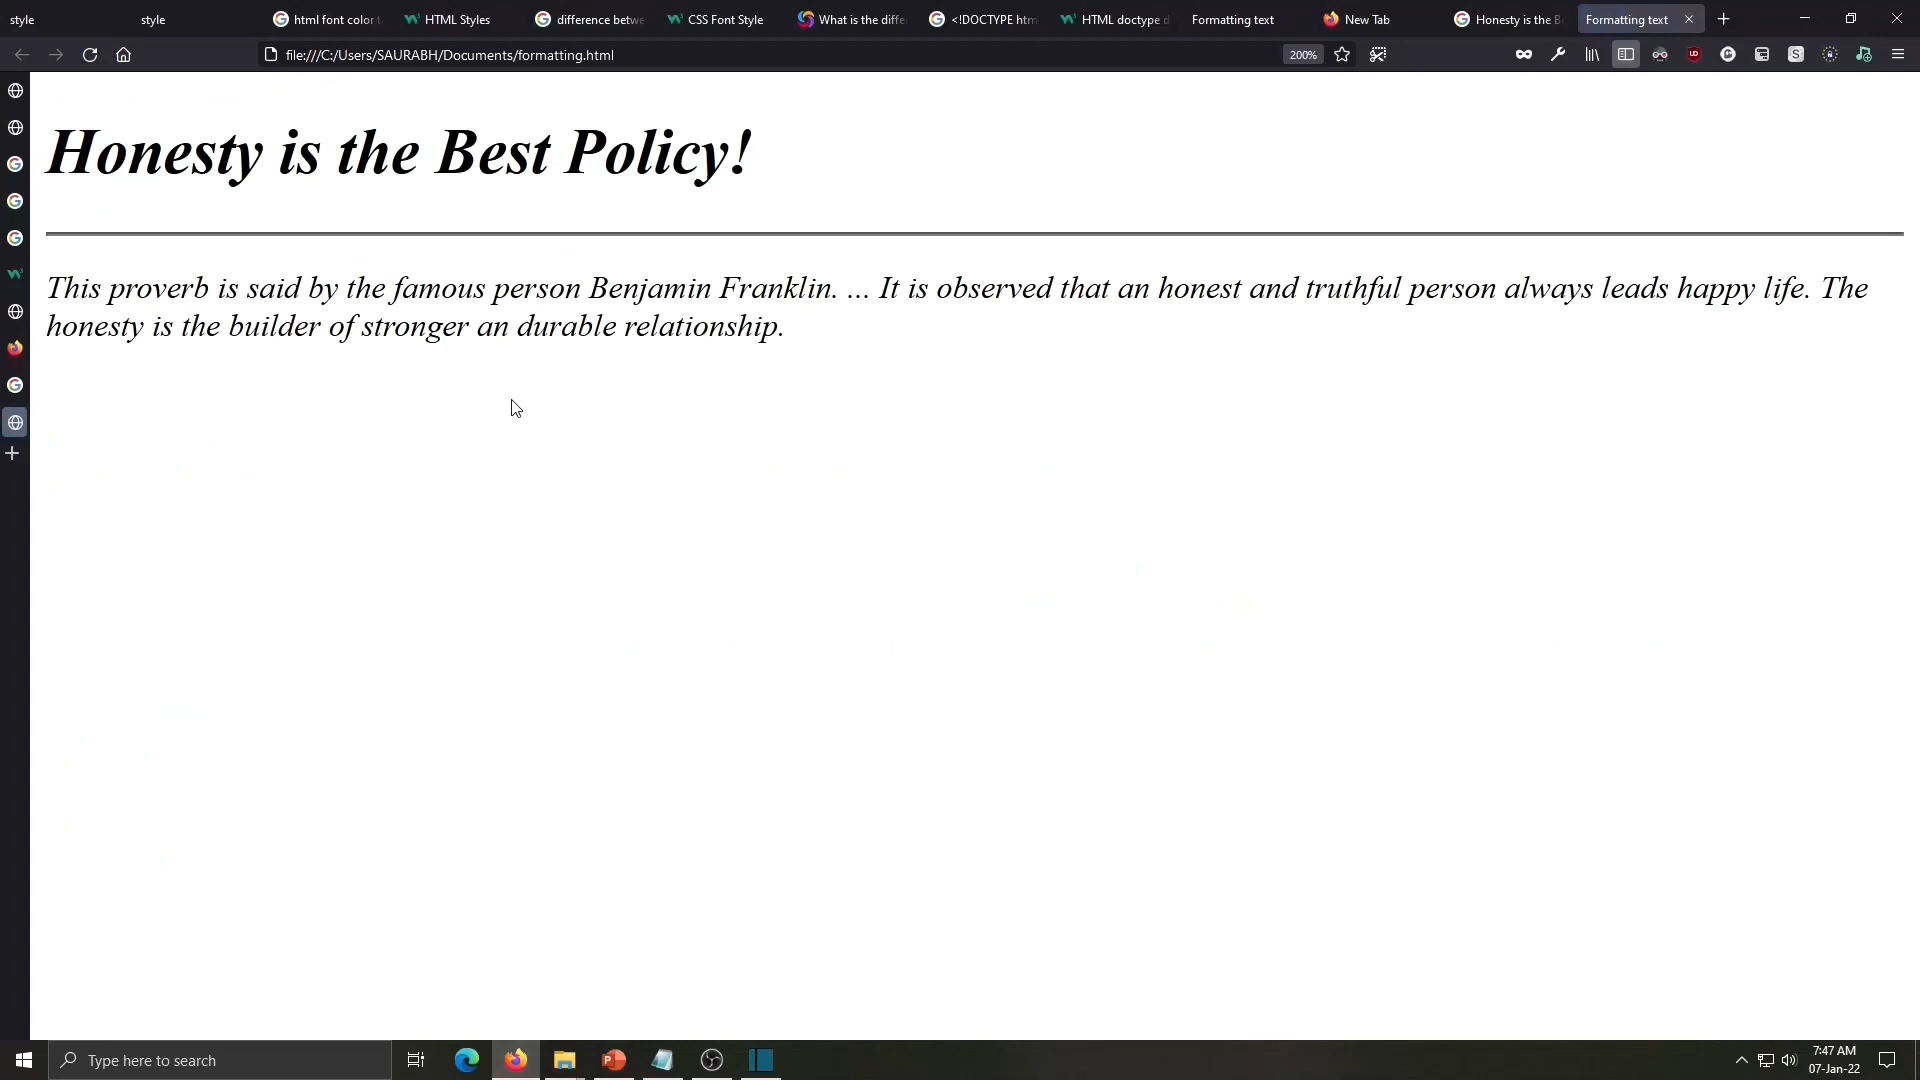 style
style
html font color t
HTML Styles
difference betwe
CSS Font Style
What is the differe
<!DOCTYPE htm
HTML doctype d
Formatting text
New Tab
Honesty is the B
Formatting text
file:///C:/Users/SAURABH/Documents/formatting.html
200%
Honesty is the Best Policy!
This proverb is said by the famous person Benjamin Franklin. ... It is observed that an honest and truthful person always leads happy life. The
honesty is the builder of stronger an durable relationship.
Type here to search
7:47 AM
07-Jan-22